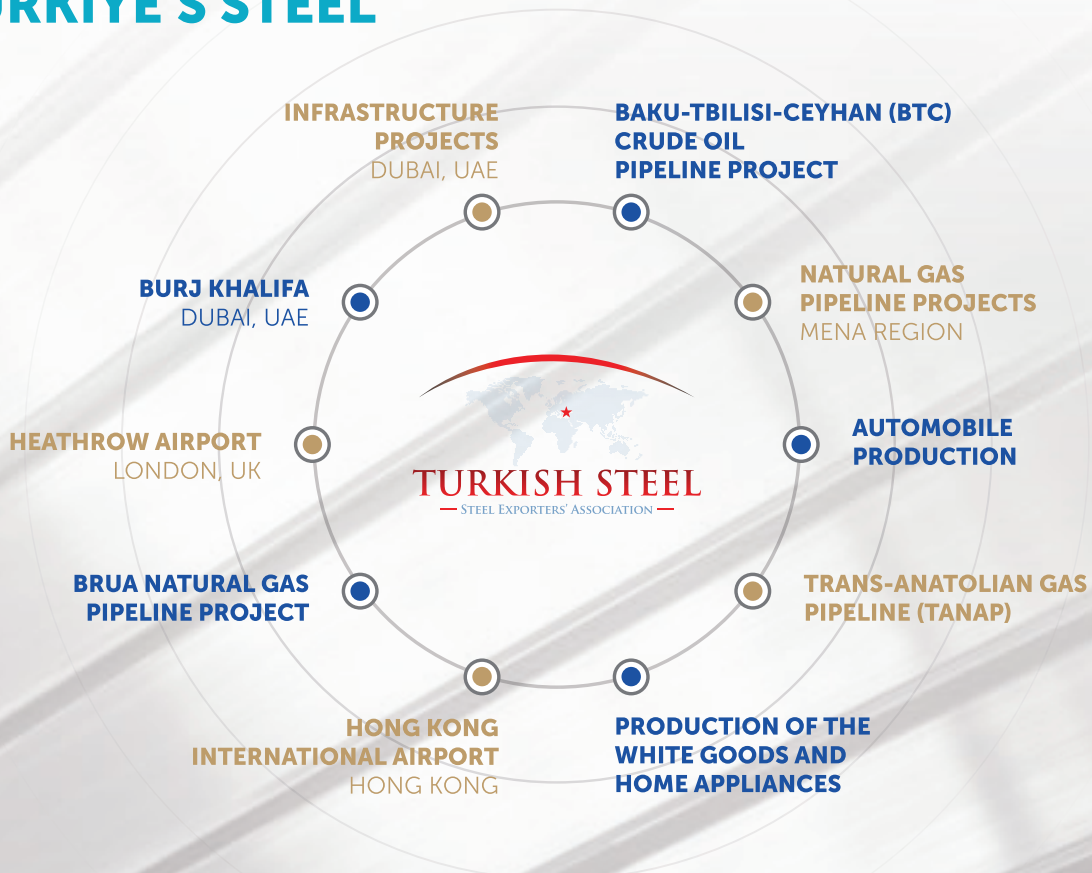 STEEL
INFRASTRUCTURE
PROJECTS
DUBAI, UAE
BAKU-TBILISI-CEYHAN (BTC)
CRUDE OIL
PIPELINE PROJECT
BURJ KHALIFA
DUBAI, UAE
NATURAL GAS
PIPELINE PROJECTS
MENA REGION
HEATHROW AIRPORT
LONDON, UK
TURKISH STEEL
STEEL EXPORTERS' ASSOCIATION
AUTOMOBILE
PRODUCTION
BRUA NATURAL GAS
PIPELINE PROJECT
TRANS-ANATOLIAN GAS
PIPELINE (TANAP)
HONG KONG
INTERNATIONAL AIRPORT
HONG KONG
PRODUCTION OF THE
WHITE GOODS AND
HOME APPLIANCES